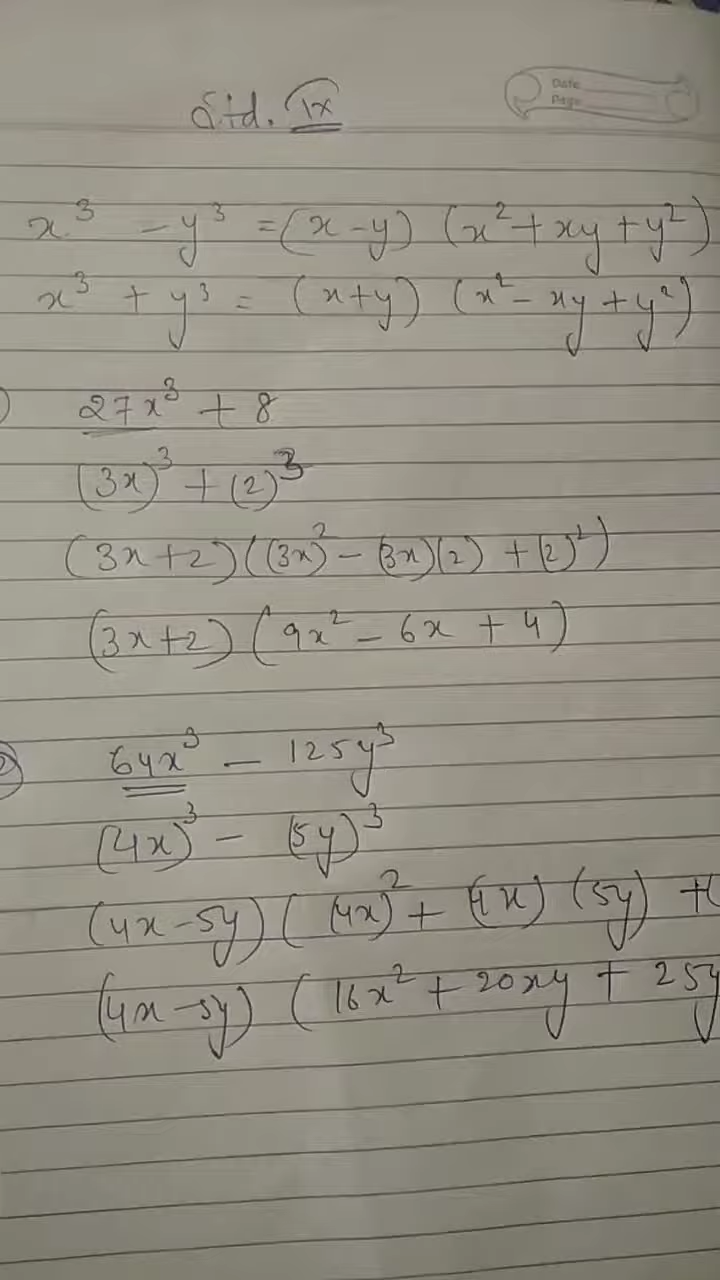 Date
Page
Std. IX
x³ - y³ = (x-y) (x² + xy + y²)
x³ + y³ = (x+y) (x² - xy + y²)
27x³ + 8
(3x)³ + (2)³
(3x+2)((3x)² - (3x)(2) + (2)²)
(3x+2) (9x² - 6x + 4)
64x³ - 125y³
(4x)³ - (5y)³
(4x-5y) ( (4x)² + (4x) (5y) + (
(4x-5y) ( 16x² + 20xy + 25y